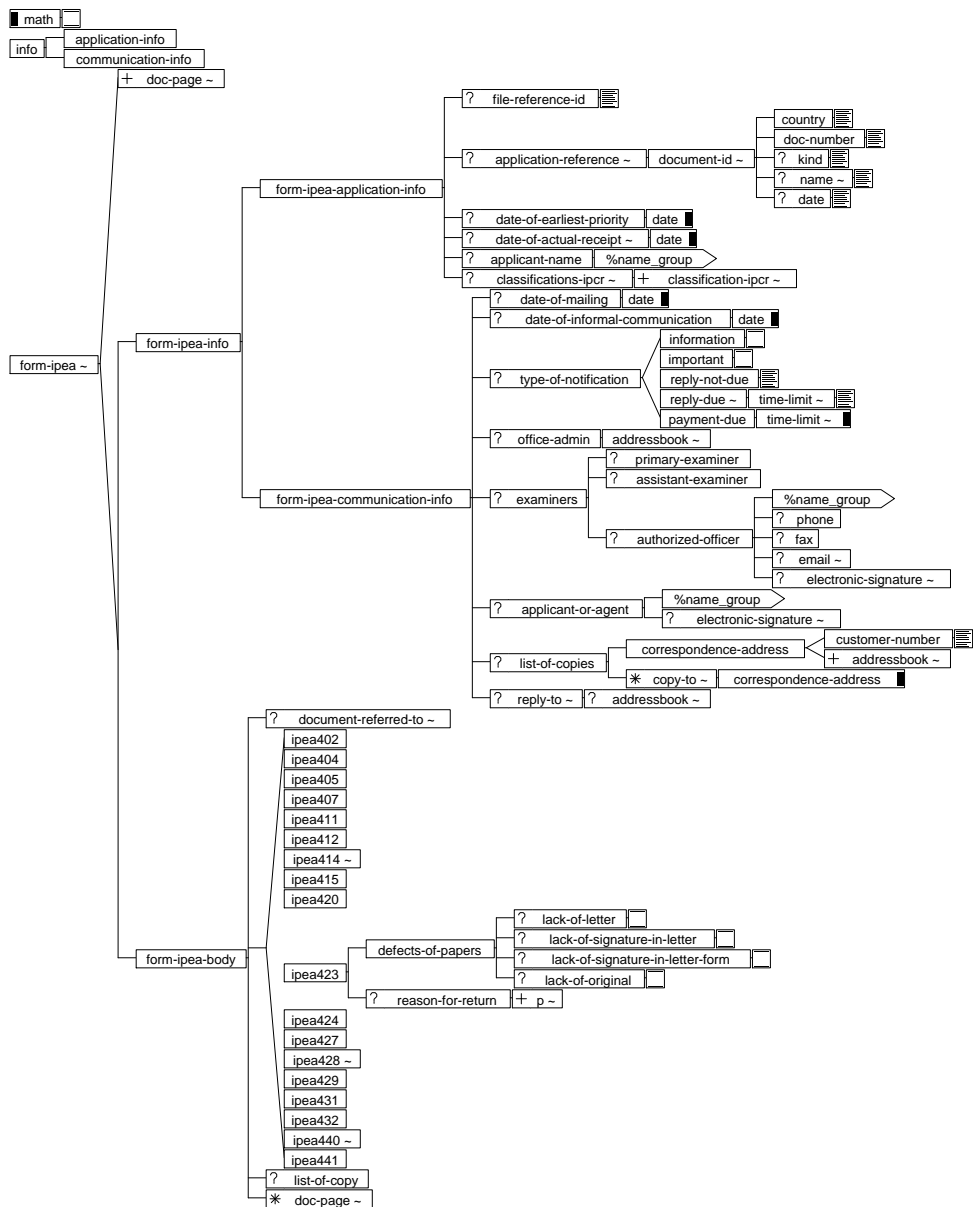 math
info
application-info
communication-info
+ doc-page ~
? file-reference-id
country
doc-number
? application-reference ~ document-id ~ ? kind
? name ~
? date
form-ipea-application-info
? date-of-earliest-priority date
? date-of-actual-receipt ~ date
? applicant-name %name_group
? classifications-ipcr ~ + classification-ipcr ~
? date-of-mailing date
? date-of-informal-communication date
form-ipea-info
information
important
form-ipea ~
? type-of-notification reply-not-due
reply-due ~ time-limit ~
payment-due time-limit ~
? office-admin addressbook ~
? primary-examiner
? assistant-examiner
form-ipea-communication-info ? examiners %name_group
? phone
? authorized-officer ? fax
? email ~
? electronic-signature ~
? applicant-or-agent %name_group
? electronic-signature ~
customer-number
correspondence-address
+ addressbook ~
? list-of-copies
* copy-to ~ correspondence-address
? reply-to ~ ? addressbook ~
? document-referred-to ~
ipea402
ipea404
ipea405
ipea407
ipea411
ipea412
ipea414 ~
ipea415
ipea420
? lack-of-letter
? lack-of-signature-in-letter
defects-of-papers
form-ipea-body
? lack-of-signature-in-letter-form
ipea423
? lack-of-original
? reason-for-return + p ~
ipea424
ipea427
ipea428 ~
ipea429
ipea431
ipea432
ipea440 ~
ipea441
? list-of-copy
* doc-page ~